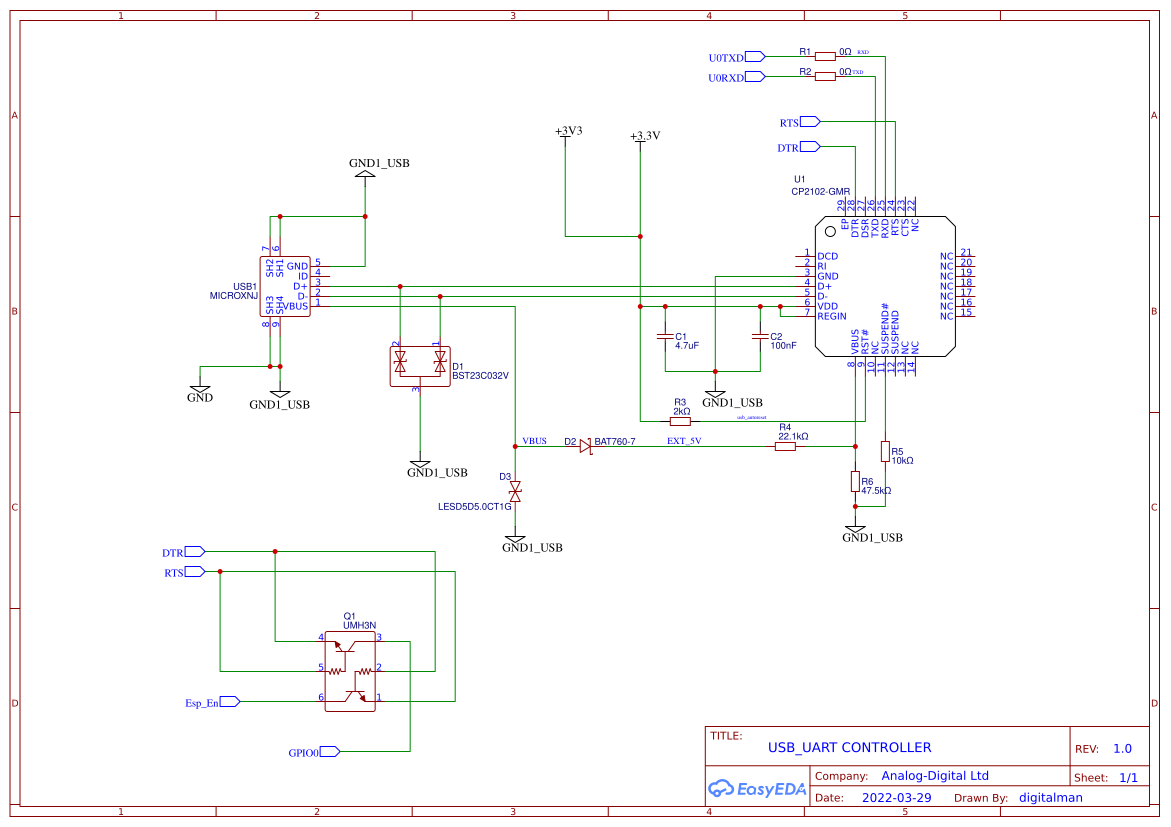 1 2 3 4 5
A
B
C
D
A
B
C
D
1 2 3 4 5
U0TXD
R1
0Ω
RXD
U0RXD
R2
0Ω
TXD
RTS
DTR
+3V3
+3.3V
GND1_USB
U1
CP2102-GMR
29 28 27 26 25 24 23 22
EP DTR DSR TXD RXD RTS CTS NC
1 DCD
2 RI
3 GND
4 D+
5 D-
6 VDD
7 REGIN
NC 21
NC 20
NC 19
NC 18
NC 17
NC 16
NC 15
VBUS RST# NC SUSPEND# SUSPEND NC NC
8 9 10 11 12 13 14
7 6
SH2 SH1
GND 5
ID 4
D+ 3
D- 2
VBUS 1
SH3 SH4
8 9
USB1
MICROXNJ
GND
GND1_USB
2 1
3
D1
BST23C032V
GND1_USB
C1
4.7uF
C2
100nF
GND1_USB
R3
2kΩ
usb_autoreset
VBUS
D2
BAT760-7
EXT_5V
R4
22.1kΩ
R5
10kΩ
R6
47.5kΩ
GND1_USB
D3
LESD5D5.0CT1G
GND1_USB
DTR
RTS
Q1
UMH3N
4 3
5 2
6 1
Esp_En
GPIO0
TITLE:
USB_UART CONTROLLER
REV: 1.0
EasyEDA
Company: Analog-Digital Ltd
Sheet: 1/1
Date: 2022-03-29 Drawn By: digitalman